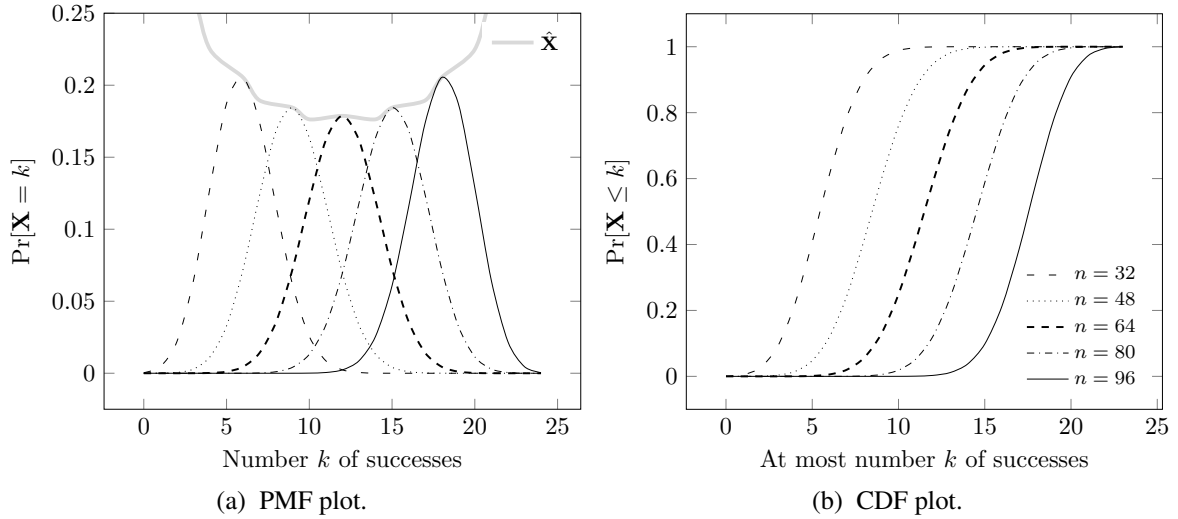 0.25
0.2
0.15
0.1
0.05
0
Pr[X = k]
X̂
0 5 10 15 20 25
Number k of successes
(a) PMF plot.
1
0.8
0.6
0.4
0.2
0
Pr[X ≤ k]
n = 32
n = 48
n = 64
n = 80
n = 96
0 5 10 15 20 25
At most number k of successes
(b) CDF plot.